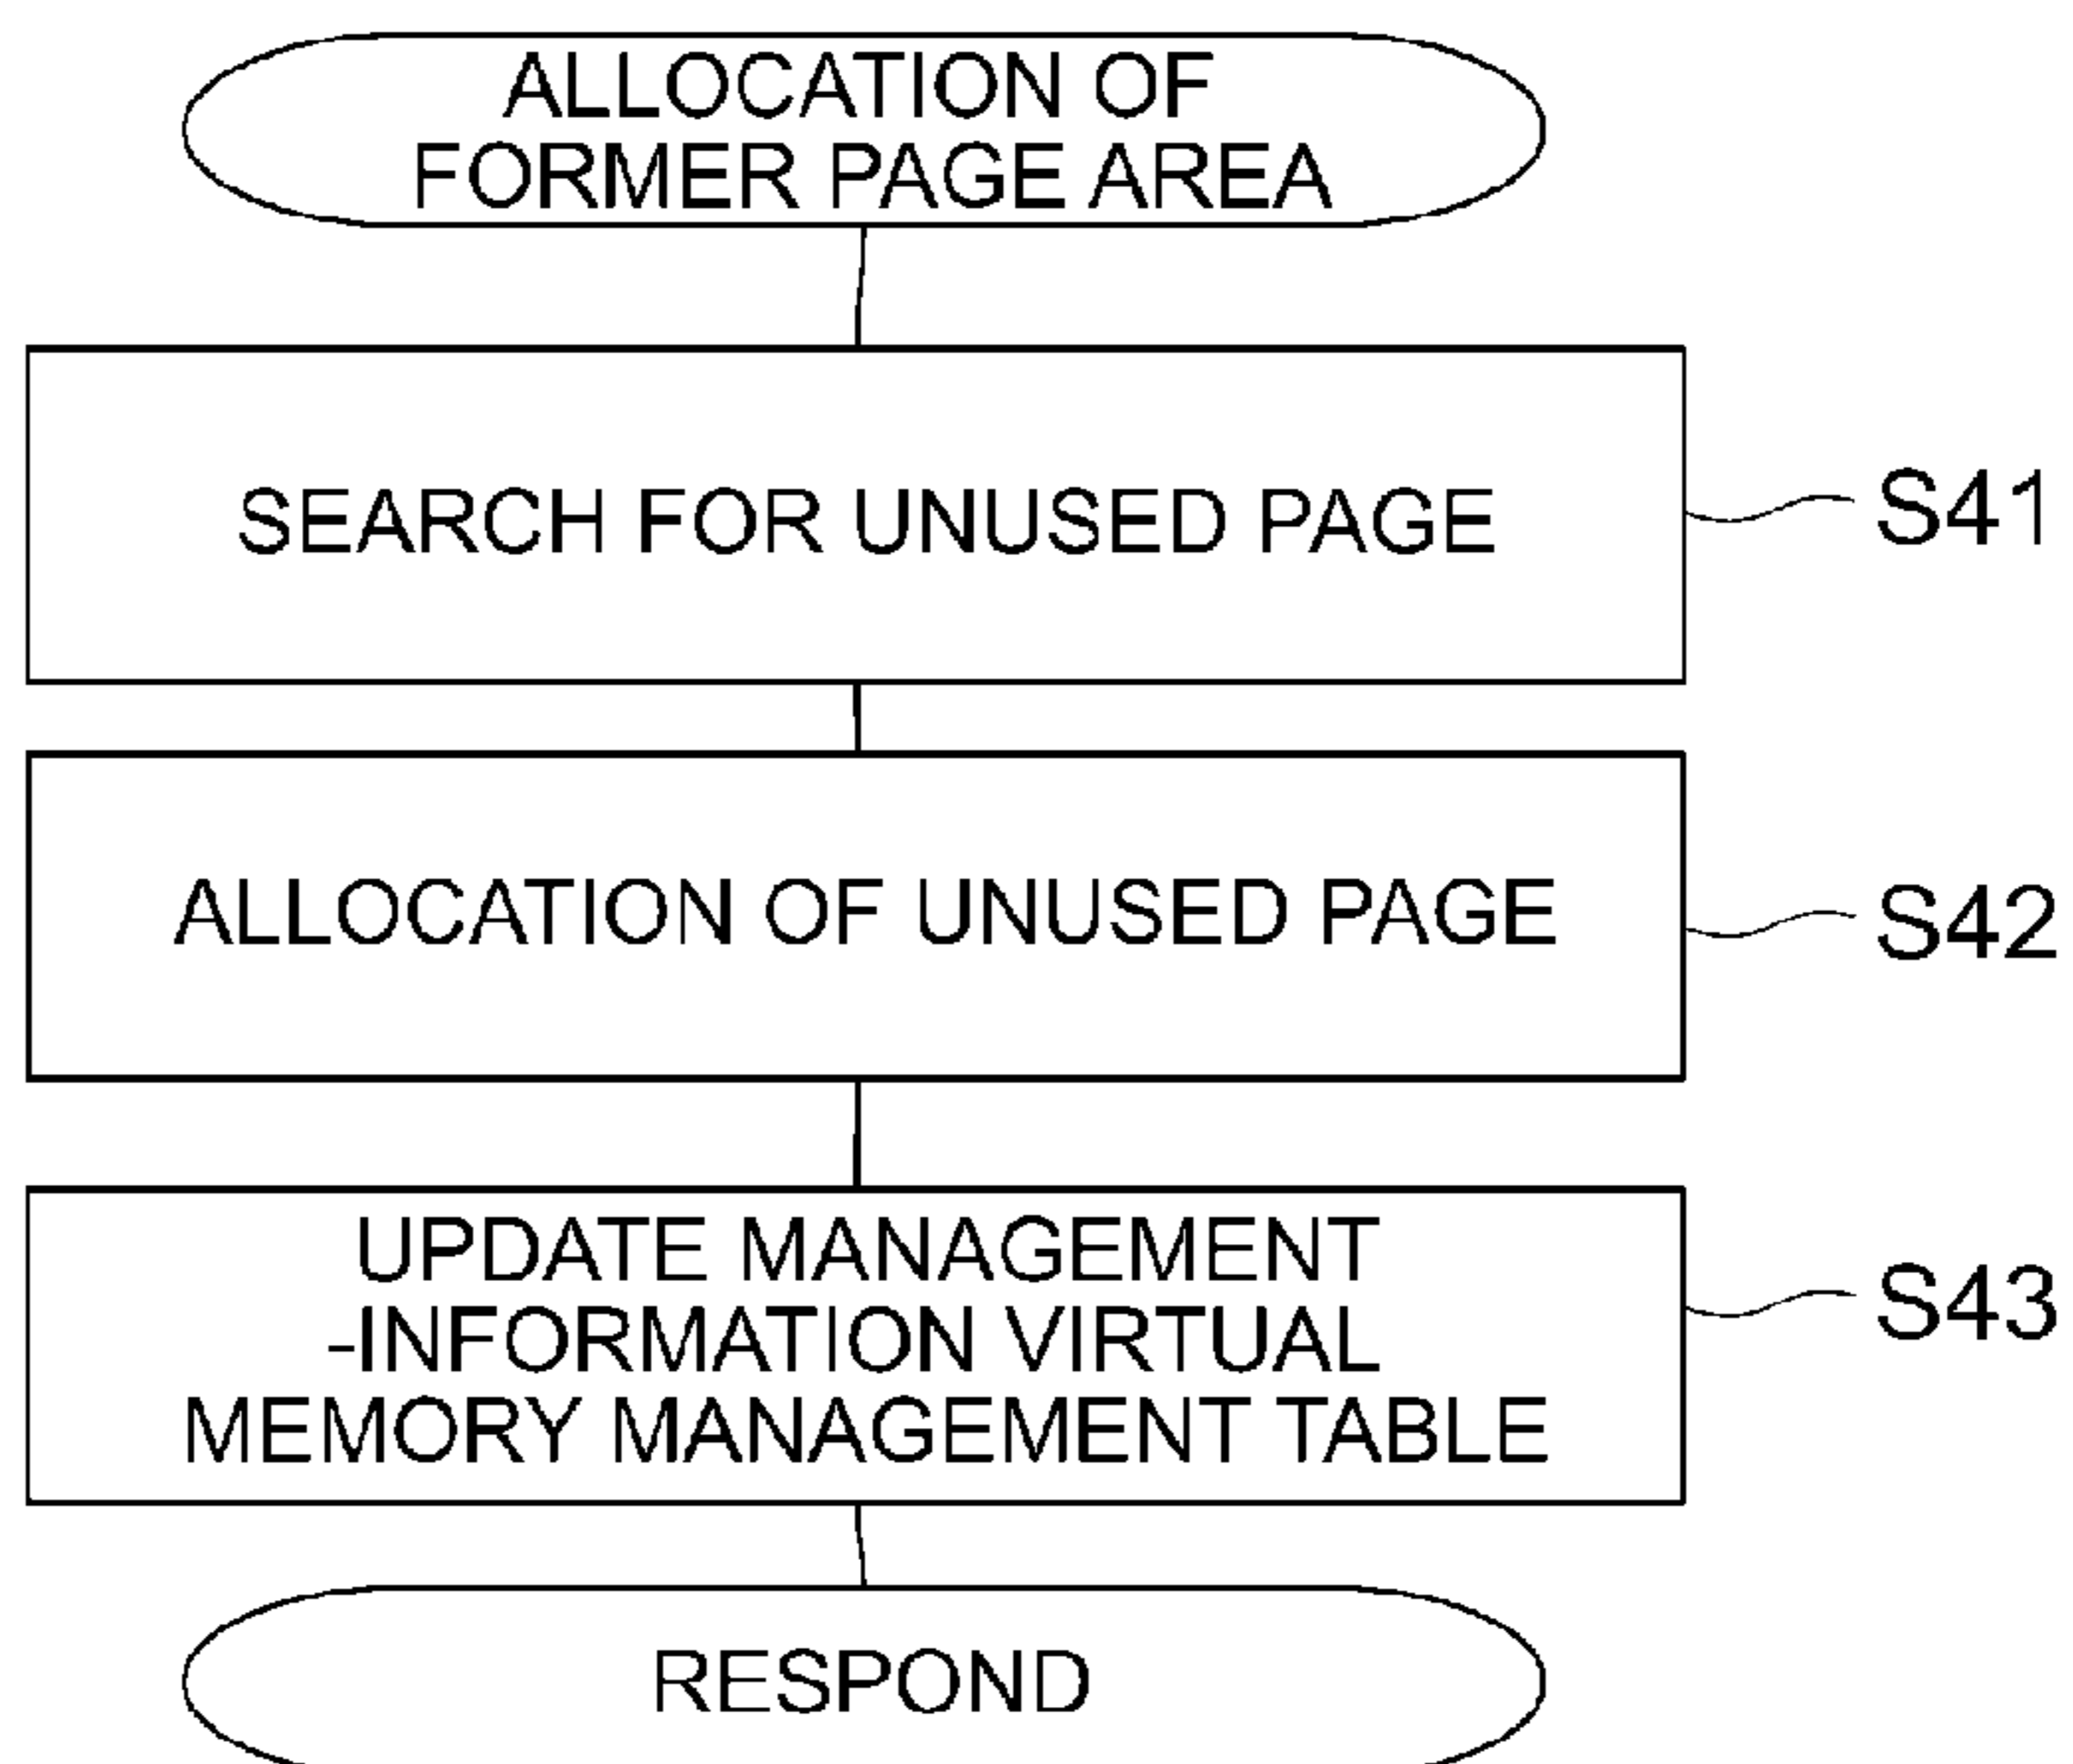 ALLOCATION OF
FORMER PAGE AREA
SEARCH FOR UNUSED PAGE
S41
ALLOCATION OF UNUSED PAGE
S42
UPDATE MANAGEMENT
-INFORMATION VIRTUAL
MEMORY MANAGEMENT TABLE
S43
RESPOND